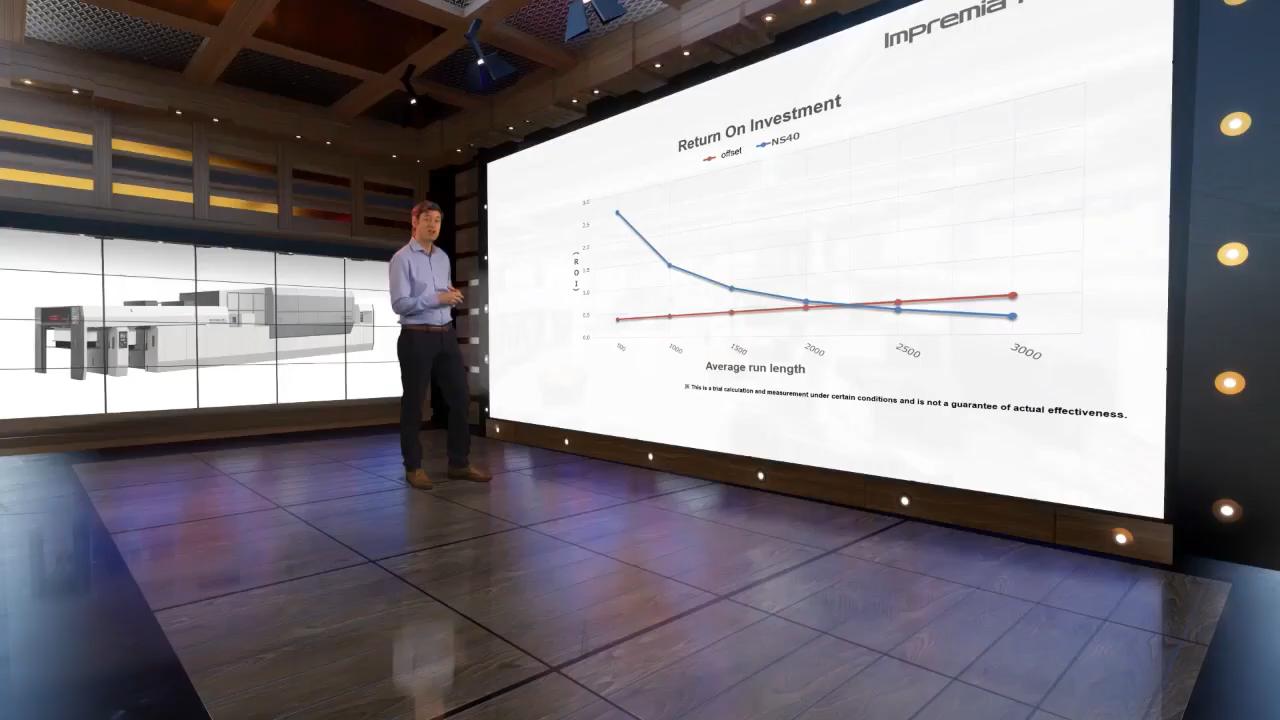 Impremia
Return On Investment
offset
NS40
3.0
2.5
2.0
1.5
1.0
0.5
0.0
(ROI)
500
1000
1500
2000
2500
3000
Average run length
※ This is a trial calculation and measurement under certain conditions and is not a guarantee of actual effectiveness.